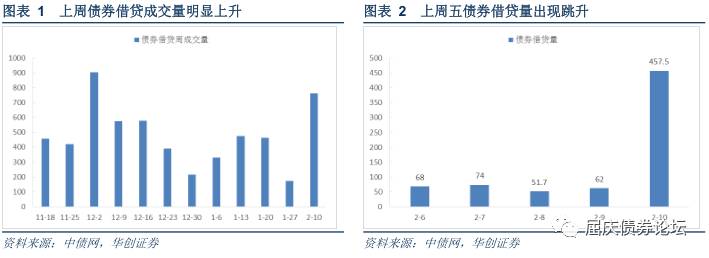 图表 1 上周债券借贷成交量明显上升
债券借贷周成交量
1000
900
800
700
600
500
400
300
200
100
0
11-18 11-25 12-2 12-9 12-16 12-23 12-30 1-6 1-13 1-20 1-27 2-10
资料来源：中债网，华创证券
图表 2 上周五债券借贷量出现跳升
债券借贷量
500
450
400
350
300
250
200
150
100
50
0
68 74 51.7 62 457.5
2-6 2-7 2-8 2-9 2-10
资料来源：中债网，华创证券
屈庆债券论坛